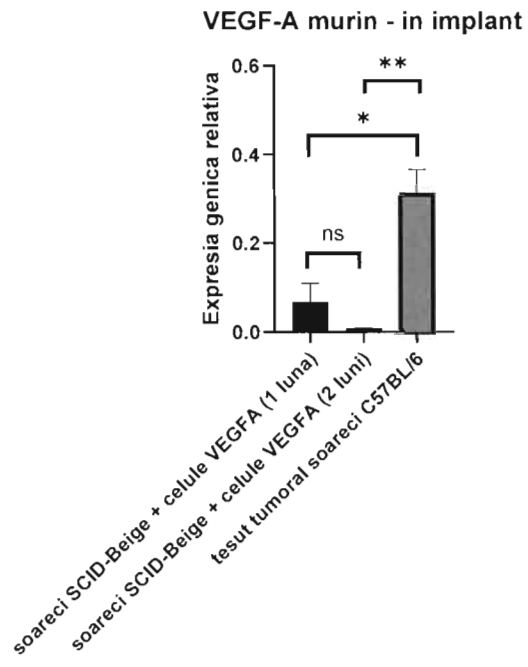 VEGF-A murin - in implant
Expresia genica relativa
0.6
0.4
0.2
0.0
**
*
ns
soareci SCID-Beige + celule VEGFA (1 luna)
soareci SCID-Beige + celule VEGFA (2 luni)
tesut tumoral soareci C57BL/6